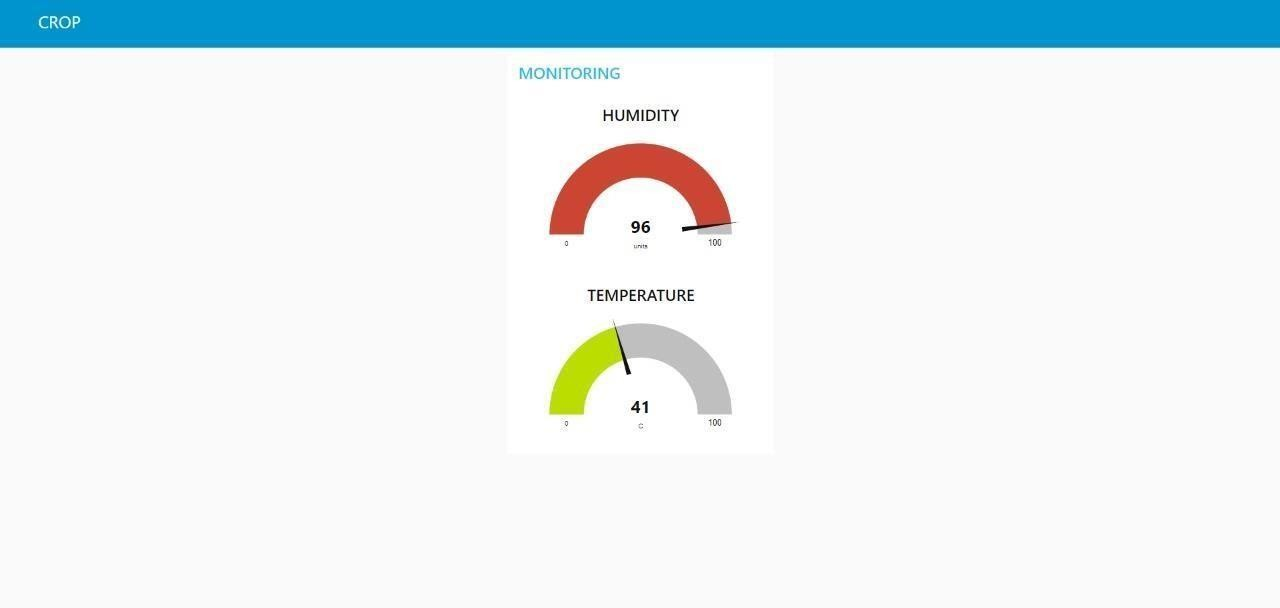 CROP
MONITORING
HUMIDITY
96
0
units
100
TEMPERATURE
41
0
C
100